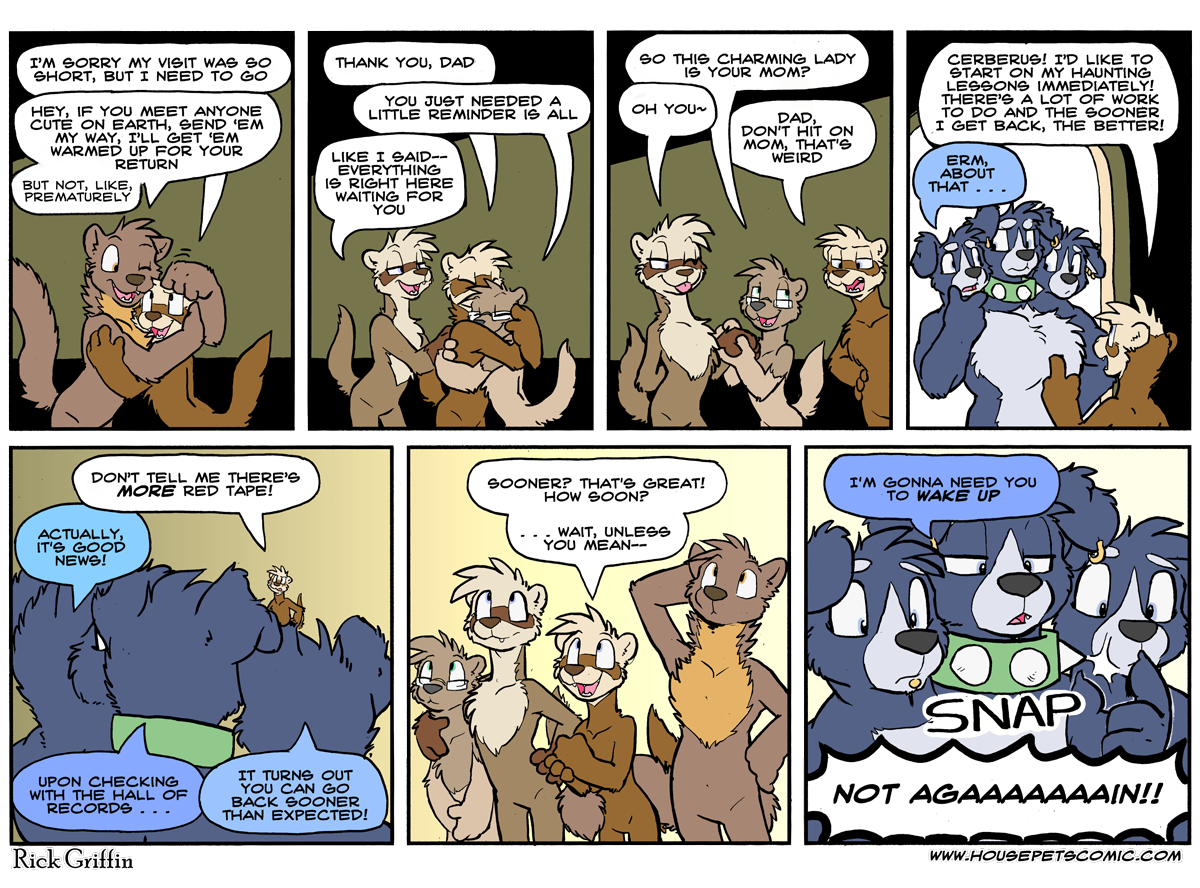 I'M SORRY MY VISIT WAS SO
SHORT, BUT I NEED TO GO
HEY, IF YOU MEET ANYONE
CUTE ON EARTH, SEND 'EM
MY WAY, I'LL GET 'EM
WARMED UP FOR YOUR
RETURN
BUT NOT, LIKE,
PREMATURELY
THANK YOU, DAD
YOU JUST NEEDED A
LITTLE REMINDER IS ALL
LIKE I SAID--
EVERYTHING
IS RIGHT HERE
WAITING FOR
YOU
SO THIS CHARMING LADY
IS YOUR MOM?
OH YOU~
DAD,
DON'T HIT ON
MOM, THAT'S
WEIRD
CERBERUS! I'D LIKE TO
START ON MY HAUNTING
LESSONS IMMEDIATELY!
THERE'S A LOT OF WORK
TO DO AND THE SOONER
I GET BACK, THE BETTER!
ERM,
ABOUT
THAT . . .
DON'T TELL ME THERE'S
MORE RED TAPE!
ACTUALLY,
IT'S GOOD
NEWS!
UPON CHECKING
WITH THE HALL OF
RECORDS . . .
IT TURNS OUT
YOU CAN GO
BACK SOONER
THAN EXPECTED!
SOONER? THAT'S GREAT!
HOW SOON?
. . . WAIT, UNLESS
YOU MEAN--
I'M GONNA NEED YOU
TO WAKE UP
SNAP
NOT AGAAAAAAAIN!!
Rick Griffin
WWW.HOUSEPETSCOMIC.COM